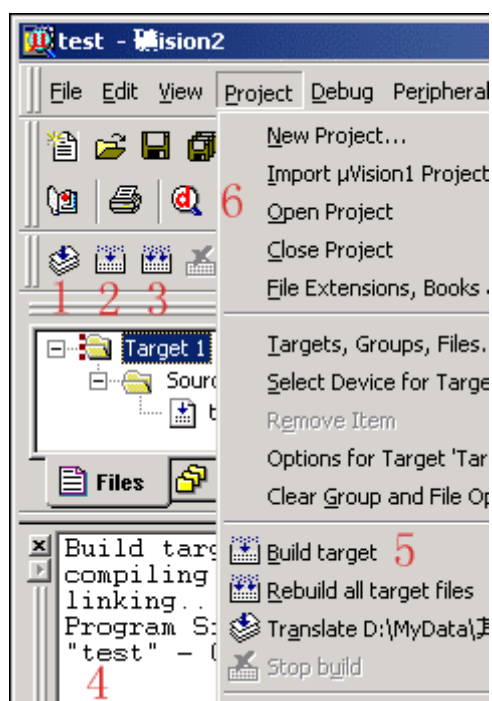 test - µVision2
File Edit View Project Debug Peripheral
New Project...
Import µVision1 Project
6
Open Project
Close Project
File Extensions, Books
1 2 3
Target 1
Targets, Groups, Files.
Sour
Select Device for Targe
t
Remove Item
Options for Target 'Tar
Files
Clear Group and File Op
Build targ
Build target 5
compiling
Rebuild all target files
linking..
Translate D:\MyData\其
Program Si
"test" - (
Stop build
4